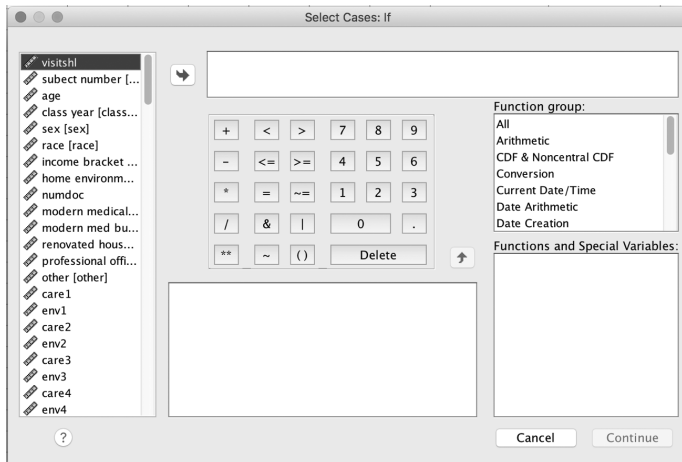 Select Cases: If
visitshl
subect number [...
age
class year [class...
sex [sex]
race [race]
income bracket ...
home environm...
numdoc
modern medical...
modern med bu...
renovated hous...
professional offi...
other [other]
care1
env1
care2
env2
care3
env3
care4
env4
+ < > 7 8 9
- <= >= 4 5 6
* = ~= 1 2 3
/ & | 0 .
** ~ () Delete
Function group:
All
Arithmetic
CDF & Noncentral CDF
Conversion
Current Date/Time
Date Arithmetic
Date Creation
Functions and Special Variables:
?
Cancel Continue